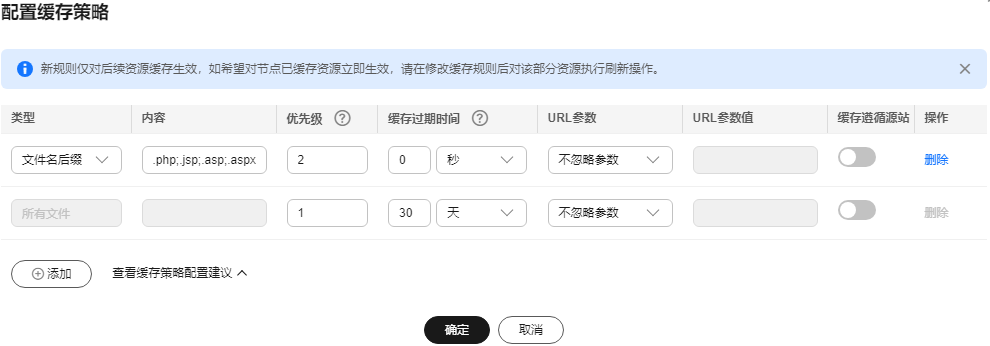 配置缓存策略
新规则仅对后续资源缓存生效，如希望对节点已缓存资源立即生效，请在修改缓存规则后对该部分资源执行刷新操作。
类型 内容 优先级 缓存过期时间 URL参数 URL参数值 缓存遵循源站 操作
文件名后缀 .php;.jsp;.asp;.aspx 2 0 秒 不忽略参数 删除
所有文件 1 30 天 不忽略参数 删除
添加 查看缓存策略配置建议
确定 取消